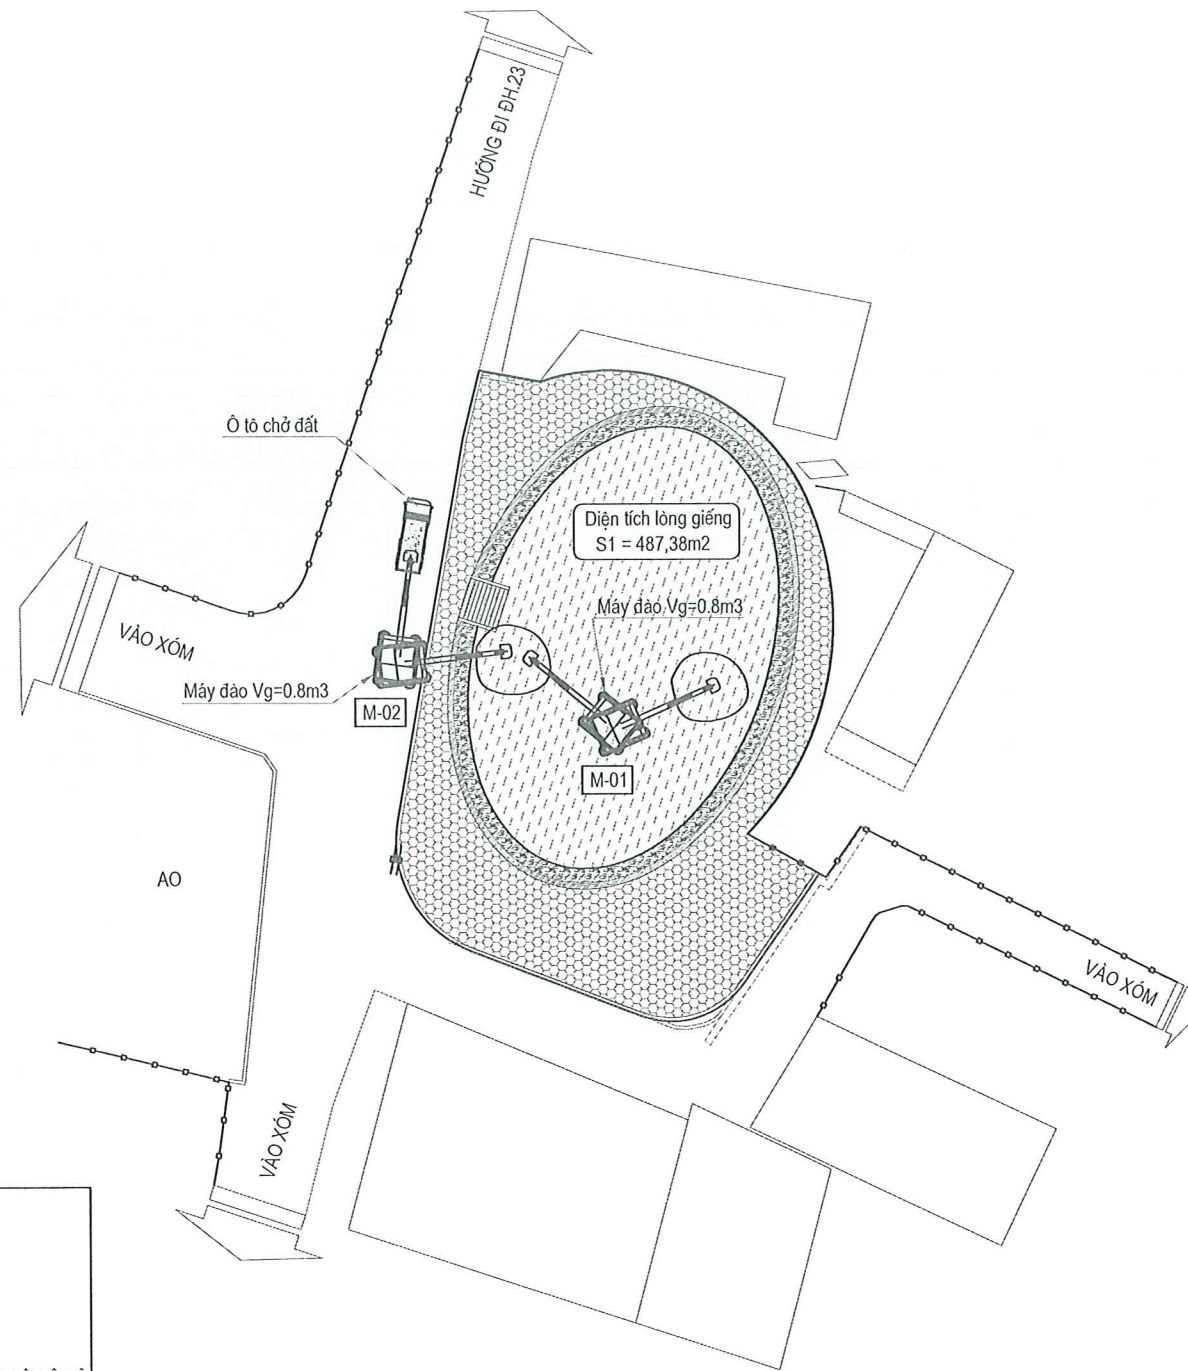 HƯỚNG ĐI ĐH.23
Ô tô chở đất
Diện tích lòng giếng
S1 = 487,38m2
Máy đào Vg=0.8m3
VÀO XÓM
Máy đào Vg=0.8m3
M-02
M-01
AO
VÀO XÓM
VÀO XÓM